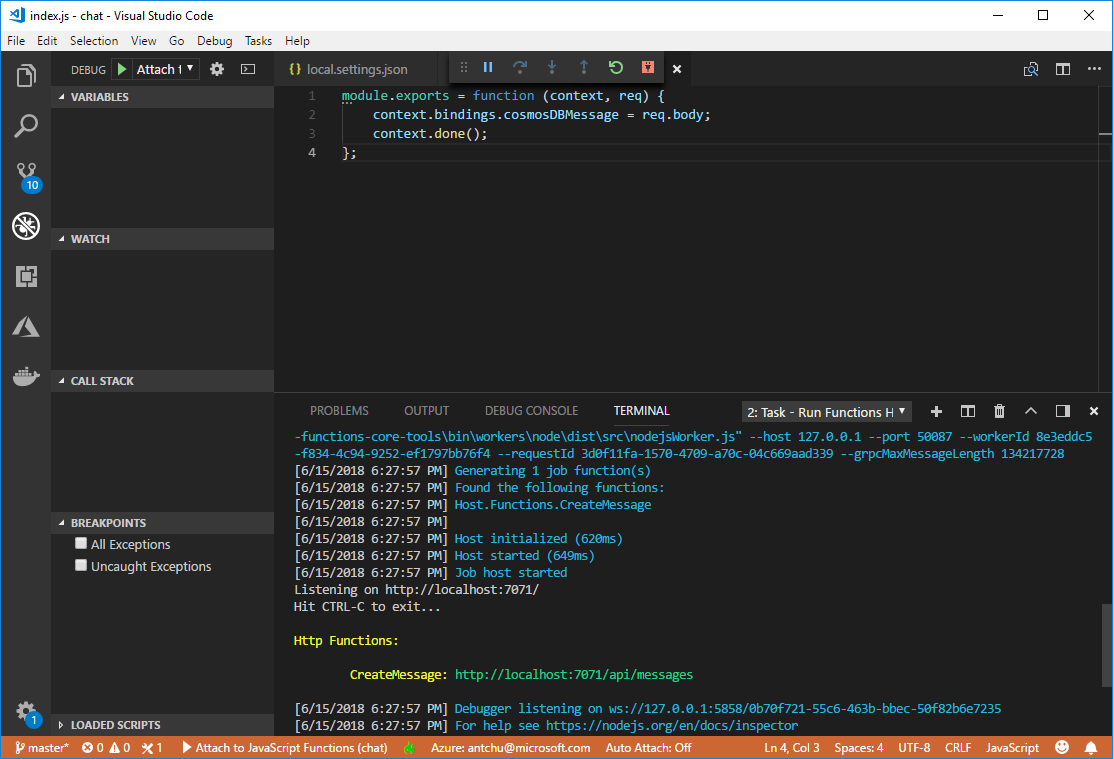 index.js - chat - Visual Studio Code
File Edit Selection View Go Debug Tasks Help
DEBUG Attach t
{} local.settings.json
VARIABLES
WATCH
CALL STACK
BREAKPOINTS
All Exceptions
Uncaught Exceptions
LOADED SCRIPTS
10
1
1 module.exports = function (context, req) {
2 context.bindings.cosmosDBMessage = req.body;
3 context.done();
4 };
PROBLEMS OUTPUT DEBUG CONSOLE TERMINAL 2: Task - Run Functions H
-functions-core-tools\bin\workers\node\dist\src\nodejsWorker.js" --host 127.0.0.1 --port 50087 --workerId 8e3eddc5
-f834-4c94-9252-ef1797bb76f4 --requestId 3d0f11fa-1570-4709-a70c-04c669aad339 --grpcMaxMessageLength 134217728
[6/15/2018 6:27:57 PM] Generating 1 job function(s)
[6/15/2018 6:27:57 PM] Found the following functions:
[6/15/2018 6:27:57 PM] Host.Functions.CreateMessage
[6/15/2018 6:27:57 PM]
[6/15/2018 6:27:57 PM] Host initialized (620ms)
[6/15/2018 6:27:57 PM] Host started (649ms)
[6/15/2018 6:27:57 PM] Job host started
Listening on http://localhost:7071/
Hit CTRL-C to exit...
Http Functions:
CreateMessage: http://localhost:7071/api/messages
[6/15/2018 6:27:57 PM] Debugger listening on ws://127.0.0.1:5858/0b70f721-55c6-463b-bbec-50f82b6e7235
[6/15/2018 6:27:57 PM] For help see https://nodejs.org/en/docs/inspector
master* 0 0 1 Attach to JavaScript Functions (chat) Azure: antchu@microsoft.com Auto Attach: Off Ln 4, Col 3 Spaces: 4 UTF-8 CRLF JavaScript